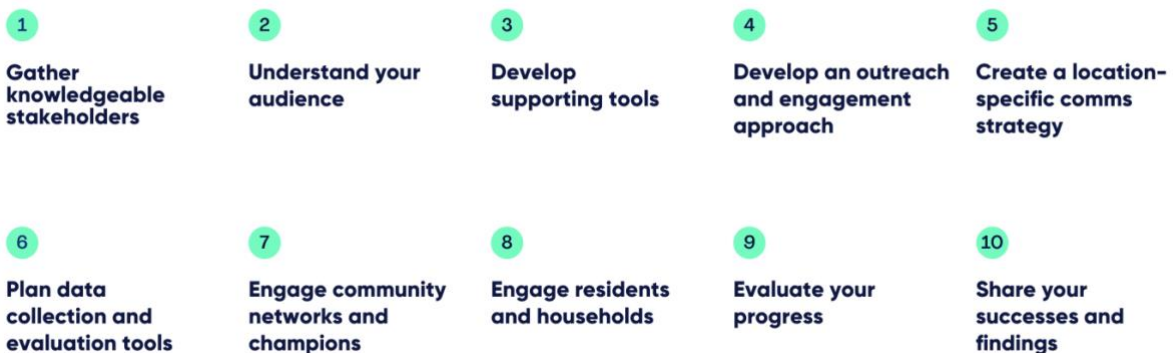 1
Gather
knowledgeable
stakeholders
2
Understand your
audience
3
Develop
supporting tools
4
Develop an outreach
and engagement
approach
5
Create a location-
specific comms
strategy
6
Plan data
collection and
evaluation tools
7
Engage community
networks and
champions
8
Engage residents
and households
9
Evaluate your
progress
10
Share your
successes and
findings